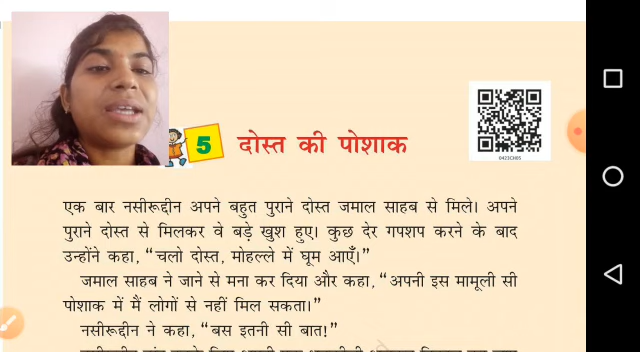 5 दोस्त की पोशाक
0423CH05
एक बार नसीरूद्दीन अपने बहुत पुराने दोस्त जमाल साहब से मिले। अपने
पुराने दोस्त से मिलकर वे बड़े खुश हुए। कुछ देर गपशप करने के बाद
उन्होंने कहा, “चलो दोस्त, मोहल्ले में घूम आएँ।”
जमाल साहब ने जाने से मना कर दिया और कहा, “अपनी इस मामूली सी
पोशाक में मैं लोगों से नहीं मिल सकता।”
नसीरूद्दीन ने कहा, “बस इतनी सी बात!”